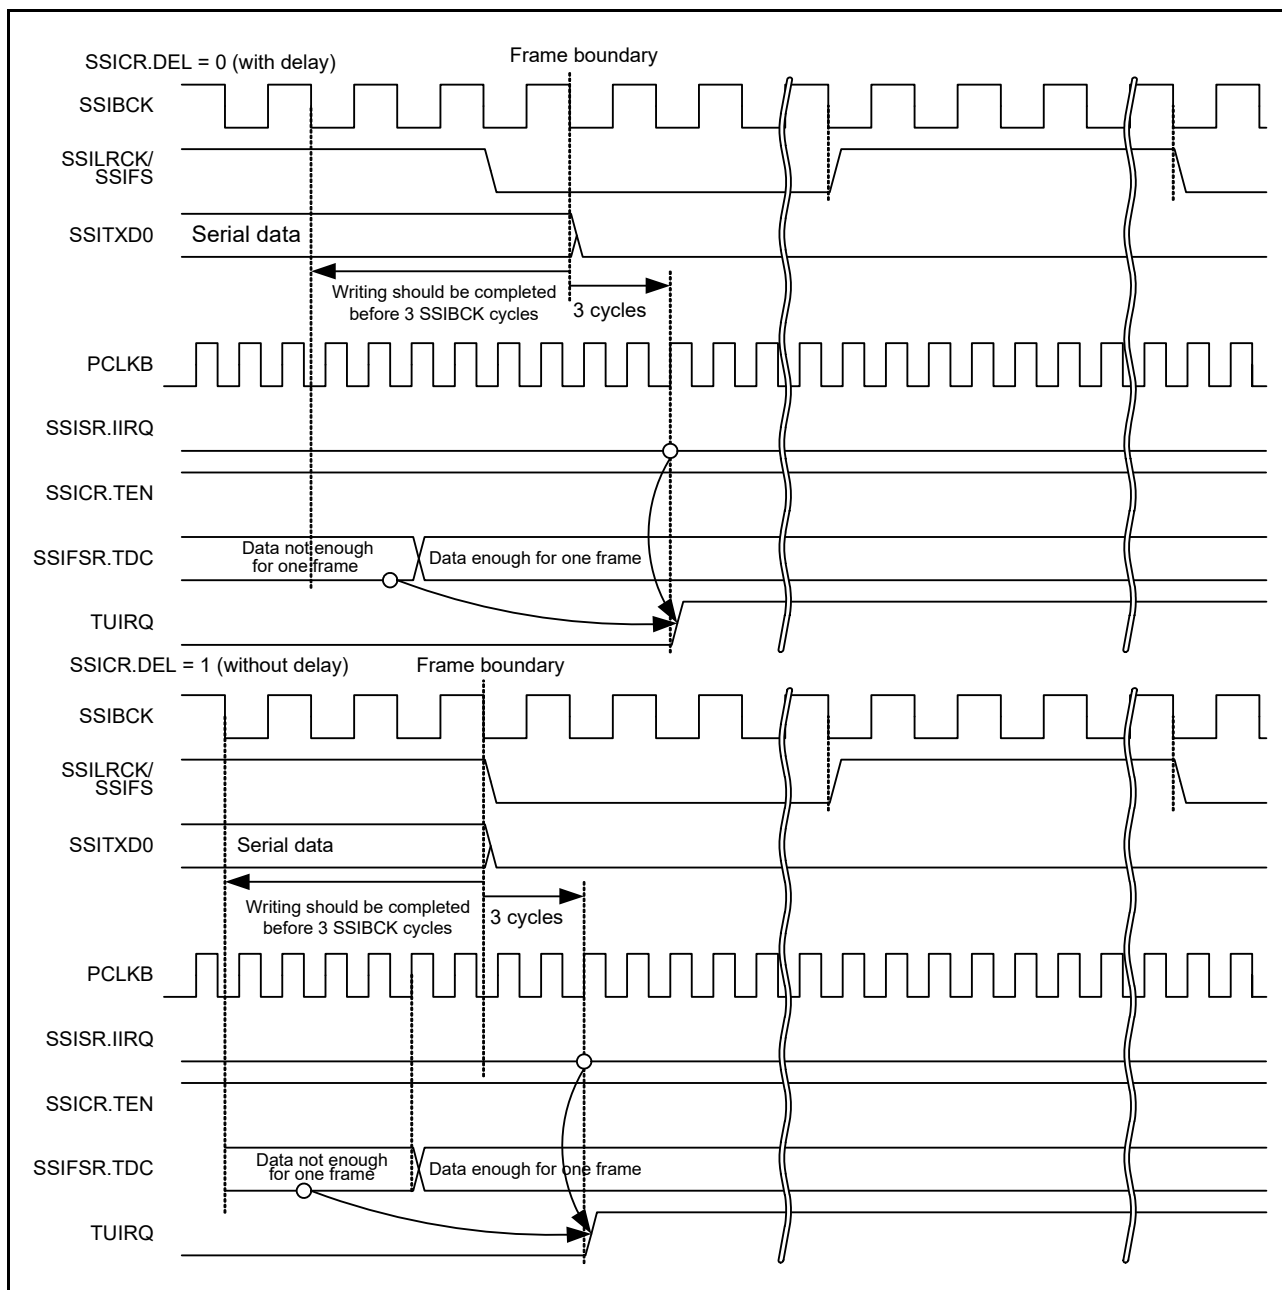 SSICR.DEL = 0 (with delay)
Frame boundary
SSIBCK
SSILRCK/
SSIFS
SSITXD0
Serial data
Writing should be completed
before 3 SSIBCK cycles
3 cycles
PCLKB
SSISR.IIRQ
SSICR.TEN
SSIFSR.TDC
Data not enough
for one frame
Data enough for one frame
TUIRQ
SSICR.DEL = 1 (without delay)
Frame boundary
SSIBCK
SSILRCK/
SSIFS
SSITXD0
Serial data
Writing should be completed
before 3 SSIBCK cycles
3 cycles
PCLKB
SSISR.IIRQ
SSICR.TEN
SSIFSR.TDC
Data not enough
for one frame
Data enough for one frame
TUIRQ